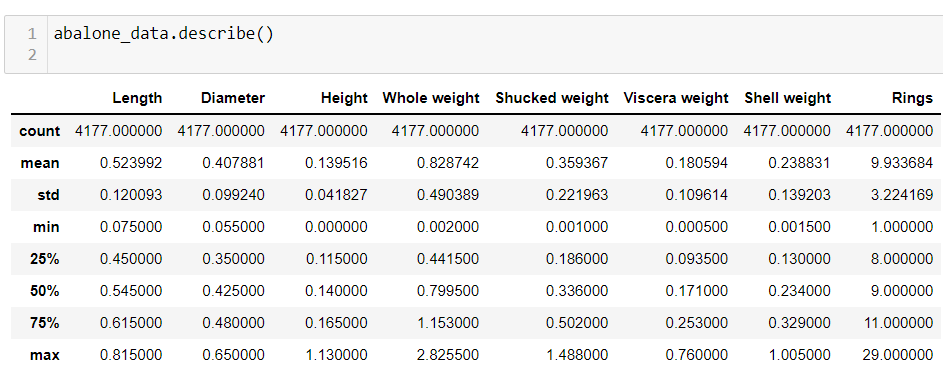 1 abalone_data.describe()
2
Length Diameter Height Whole weight Shucked weight Viscera weight Shell weight Rings
count 4177.000000 4177.000000 4177.000000 4177.000000 4177.000000 4177.000000 4177.000000 4177.000000
mean 0.523992 0.407881 0.139516 0.828742 0.359367 0.180594 0.238831 9.933684
std 0.120093 0.099240 0.041827 0.490389 0.221963 0.109614 0.139203 3.224169
min 0.075000 0.055000 0.000000 0.002000 0.001000 0.000500 0.001500 1.000000
25% 0.450000 0.350000 0.115000 0.441500 0.186000 0.093500 0.130000 8.000000
50% 0.545000 0.425000 0.140000 0.799500 0.336000 0.171000 0.234000 9.000000
75% 0.615000 0.480000 0.165000 1.153000 0.502000 0.253000 0.329000 11.000000
max 0.815000 0.650000 1.130000 2.825500 1.488000 0.760000 1.005000 29.000000